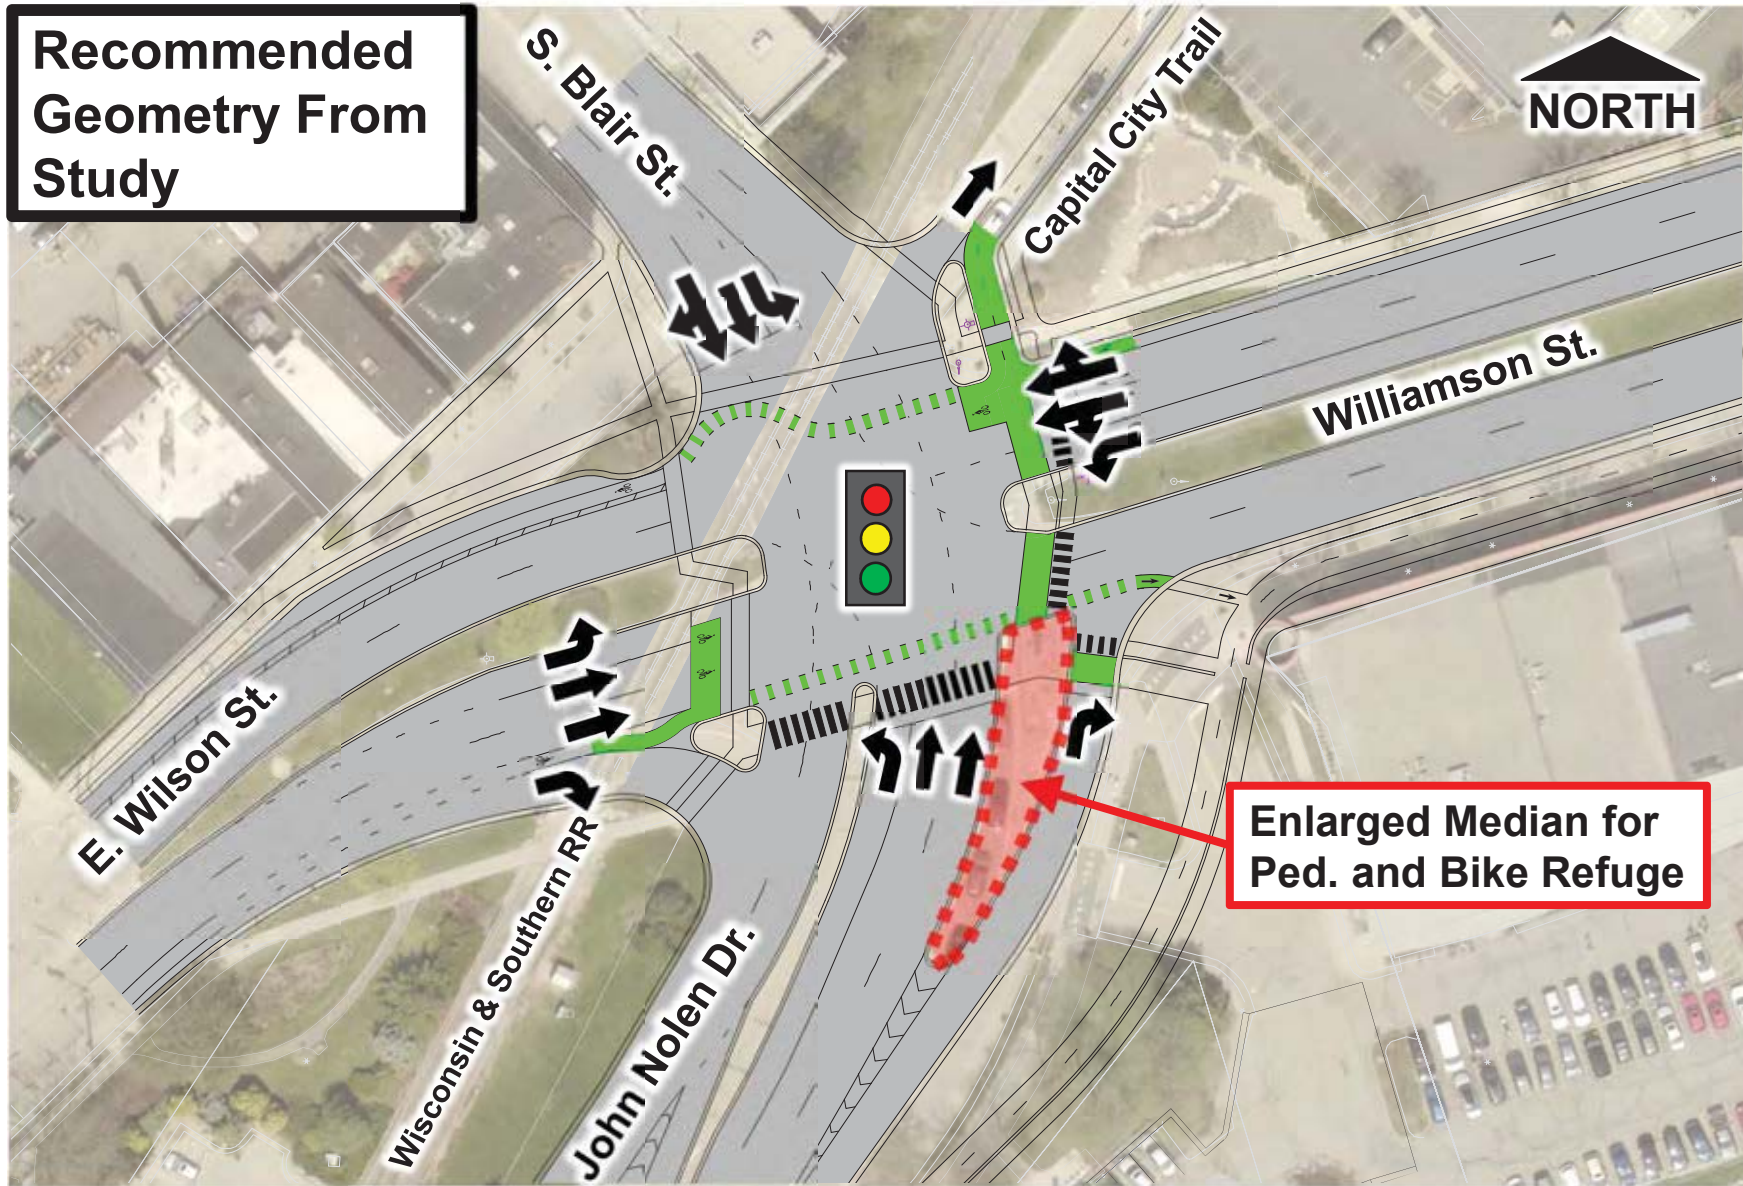 Recommended
Geometry From
Study
S. Blair St.
Capital City Trail
NORTH
Williamson St.
E. Wilson St.
Wisconsin & Southern RR
John Nolen Dr.
Enlarged Median for
Ped. and Bike Refuge